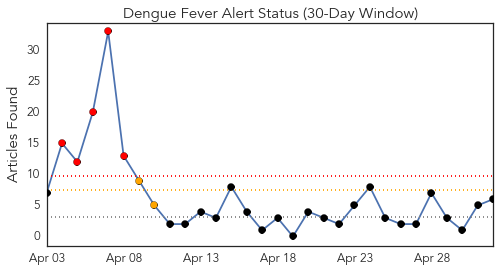 Dengue Fever Alert Status (30-Day Window)
Articles Found
30
25
20
15
10
5
0
Apr 03 Apr 08 Apr 13 Apr 18 Apr 23 Apr 28